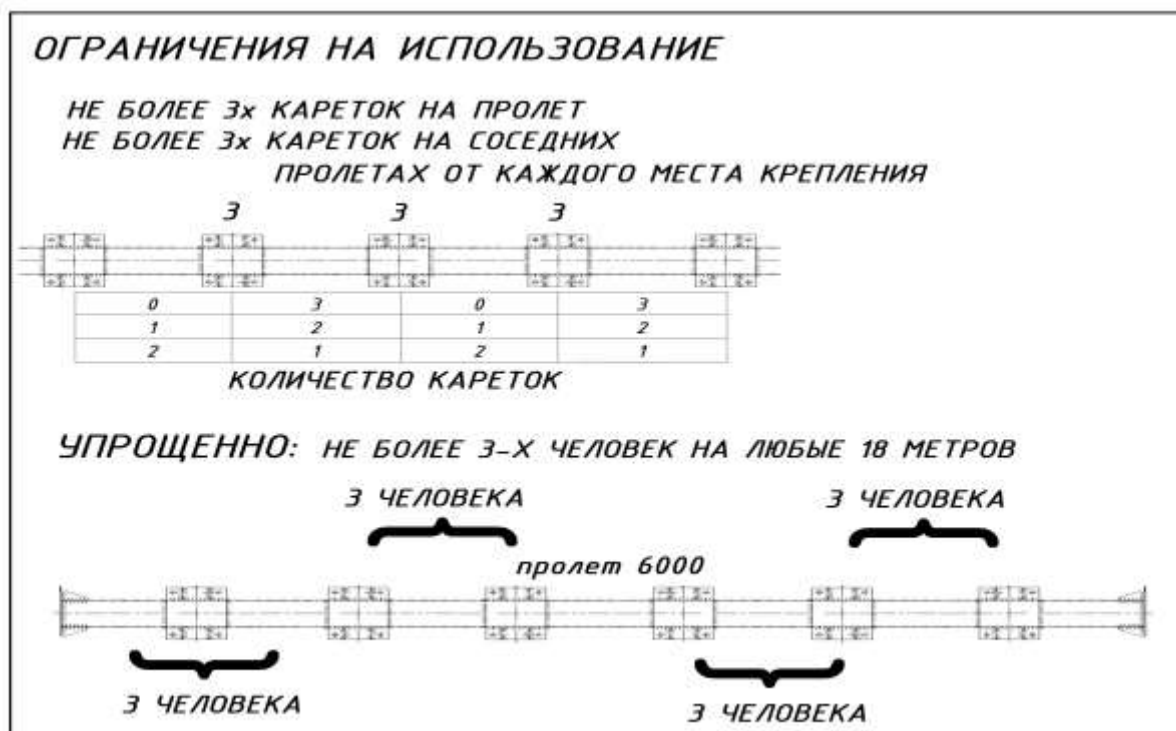 ОГРАНИЧЕНИЯ НА ИСПОЛЬЗОВАНИЕ
НЕ БОЛЕЕ 3х КАРЕТОК НА ПРОЛЕТ
НЕ БОЛЕЕ 3х КАРЕТОК НА СОСЕДНИХ
ПРОЛЕТАХ ОТ КАЖДОГО МЕСТА КРЕПЛЕНИЯ
3 3 3
0 3 0 3
1 2 1 2
2 1 2 1
КОЛИЧЕСТВО КАРЕТОК
УПРОЩЕННО: НЕ БОЛЕЕ 3-Х ЧЕЛОВЕК НА ЛЮБЫЕ 18 МЕТРОВ
3 ЧЕЛОВЕКА 3 ЧЕЛОВЕКА
пролет 6000
3 ЧЕЛОВЕКА 3 ЧЕЛОВЕКА